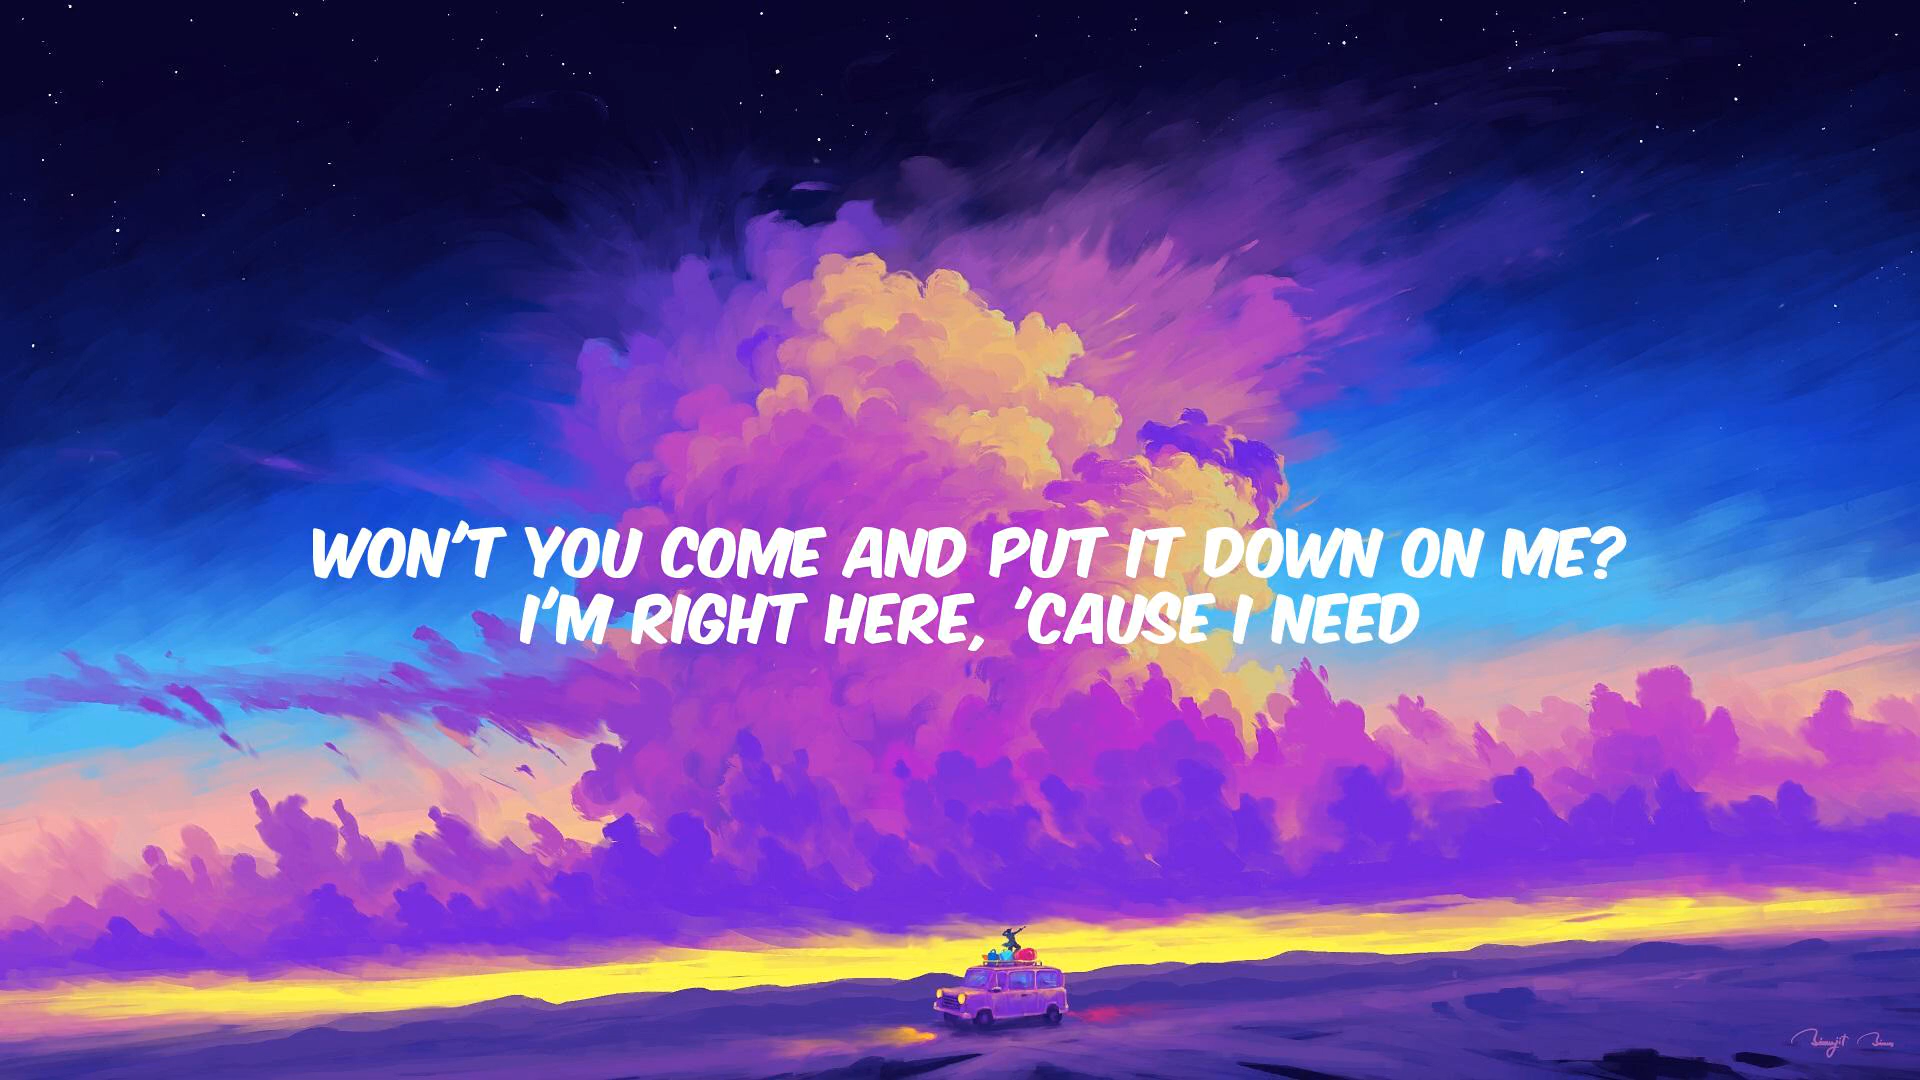 WON'T YOU COME AND PUT IT DOWN ON ME?
I'M RIGHT HERE, 'CAUSE I NEED